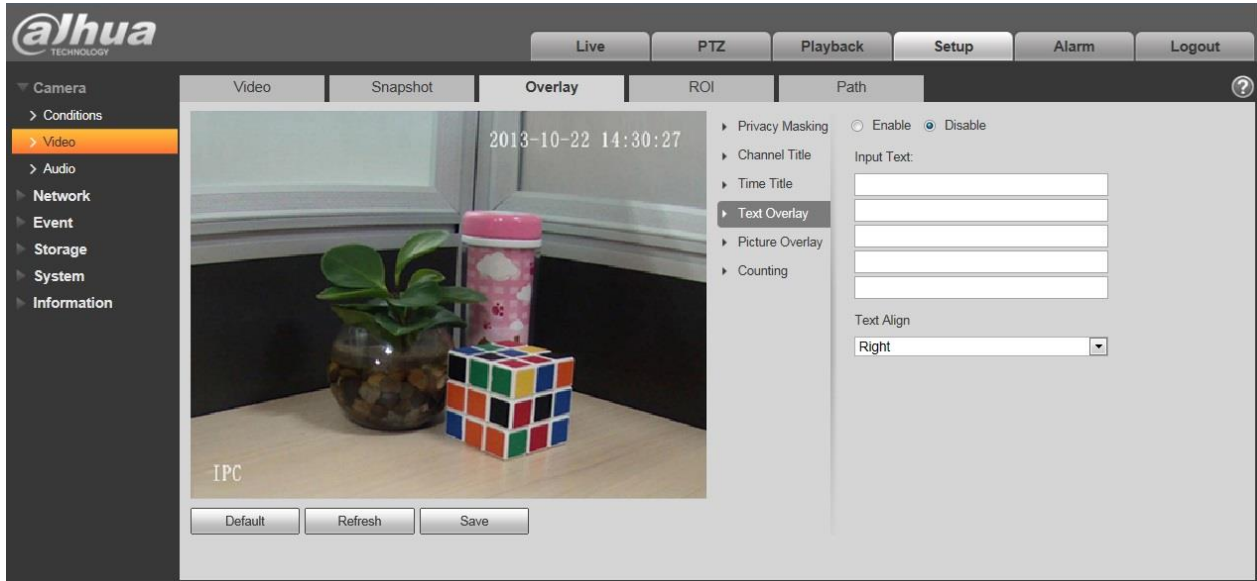 alhua
TECHNOLOGY
Live
PTZ
Playback
Setup
Alarm
Logout
Camera
Conditions
Video
Audio
Network
Event
Storage
System
Information
Video
Snapshot
Overlay
ROI
Path
?
2013-10-22 14:30:27
IPC
Default
Refresh
Save
Privacy Masking
Channel Title
Time Title
Text Overlay
Picture Overlay
Counting
Enable
Disable
Input Text:
Text Align
Right